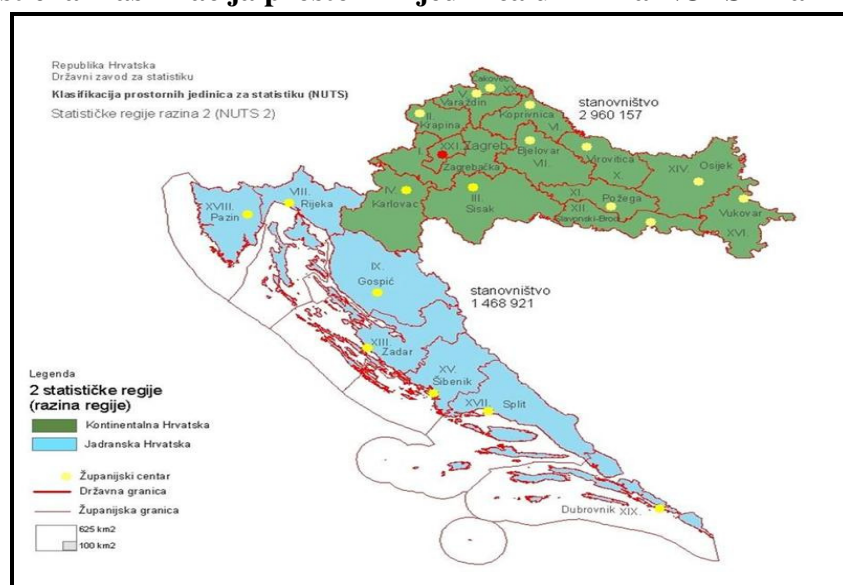 Republika Hrvatska
Državni zavod za statistiku
Klasifikacija prostornih jedinica za statistiku (NUTS)
Statističke regije razina 2 (NUTS 2)
stanovništvo
2 960 157
Čakovec
XX.
V.
Varaždin
II.
Krapina
Koprivnica
VI.
I.
XXI. Zagreb
Zagrebačka
Bjelovar
VII.
Virovitica
X.
XIV. Osijek
IV.
Karlovac
III.
Sisak
XI.
Požega
XII
Slavonski-Brod
Vukovar
XVI.
XVIII.
Pazin
VIII.
Rijeka
IX.
Gospić
stanovništvo
1 468 921
XIII.
Zadar
XV.
Šibenik
XVII.
Split
Dubrovnik XIX.
Legenda
2 statističke regije
(razina regije)
Kontinentalna Hrvatska
Jadranska Hrvatska
Županijski centar
Državna granica
Županijska granica
625 km2
100 km2